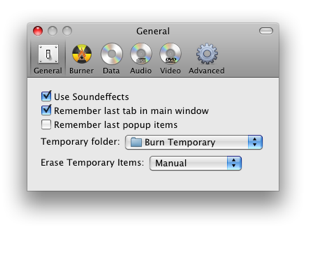 General
General Burner Data Audio Video Advanced
Use Soundeffects
Remember last tab in main window
Remember last popup items
Temporary folder: Burn Temporary
Erase Temporary Items: Manual